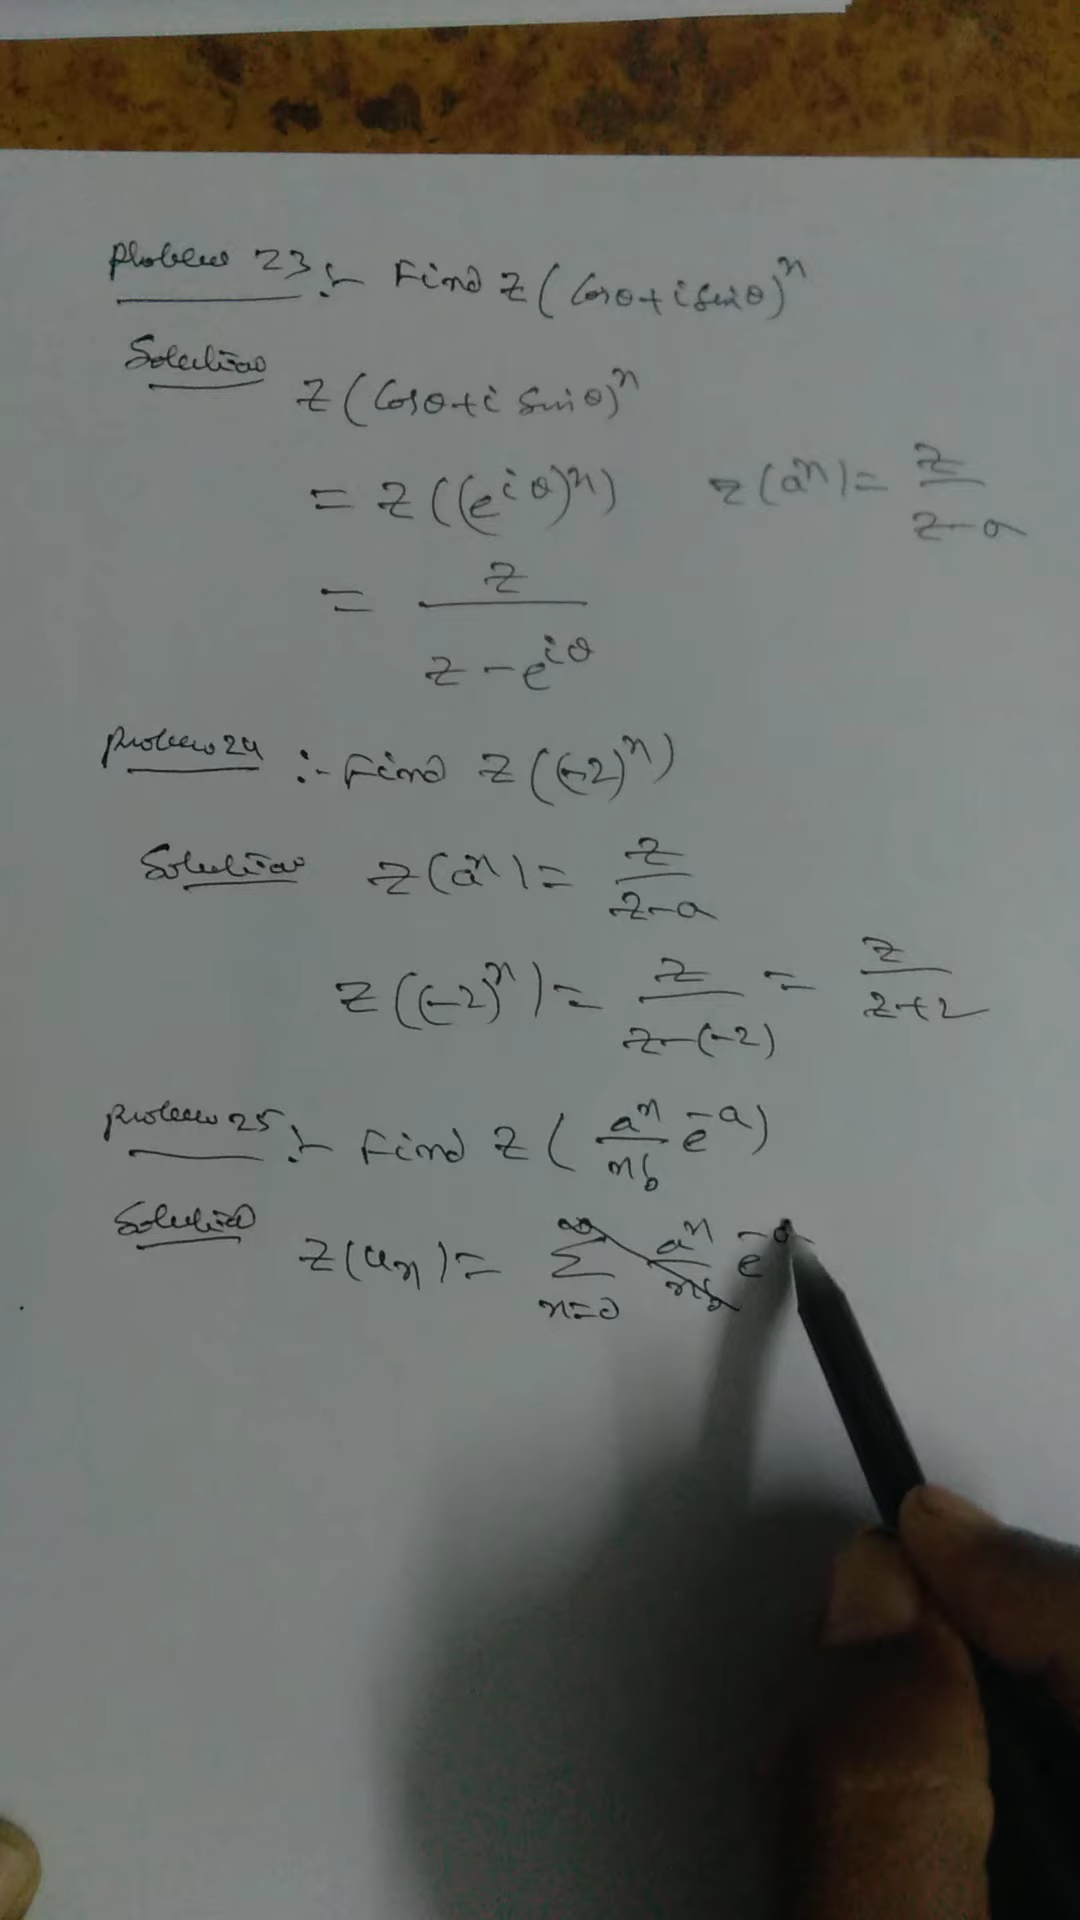 Problem 23 :- Find Z(Cosθ+i Sinθ)^n
Solution
Z(Cosθ+i Sinθ)^n
= Z((e^{iθ})^n) Z(a^n) = z/(z-a)
= z/(z-e^{iθ})
Problem 24 :- Find Z((-2)^n)
Solution Z(a^n) = z/(z-a)
Z((-2)^n) = z/(z-(-2)) = z/(z+2)
Problem 25 :- Find Z(a^n/n! e^{-a})
Solution Z(u_n) = ∑_{n=0}^{∞} a^n/n! e^{-a}